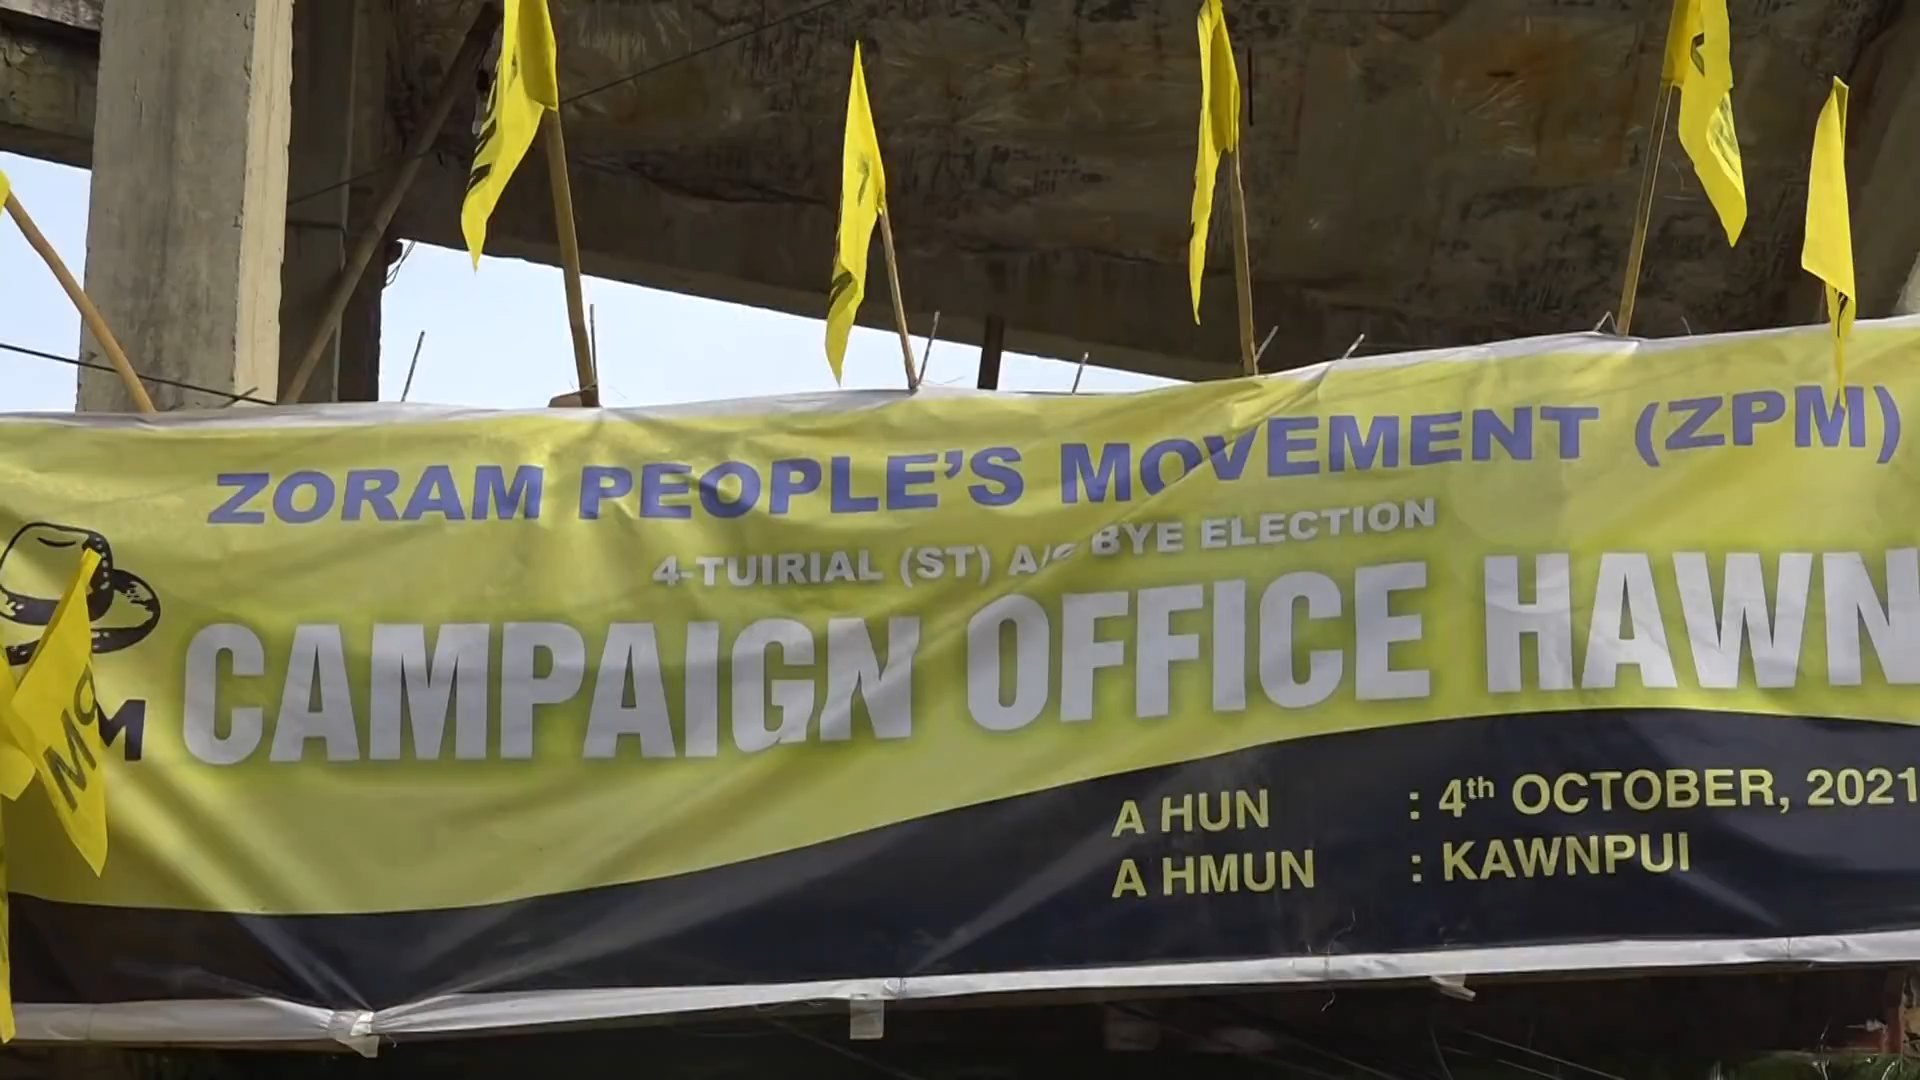 ZORAM PEOPLE'S MOVEMENT (ZPM)
4-TUIRIAL (ST) A/C BYE ELECTION
CAMPAIGN OFFICE HAWN
A HUN : 4th OCTOBER, 2021
A HMUN : KAWNPUI